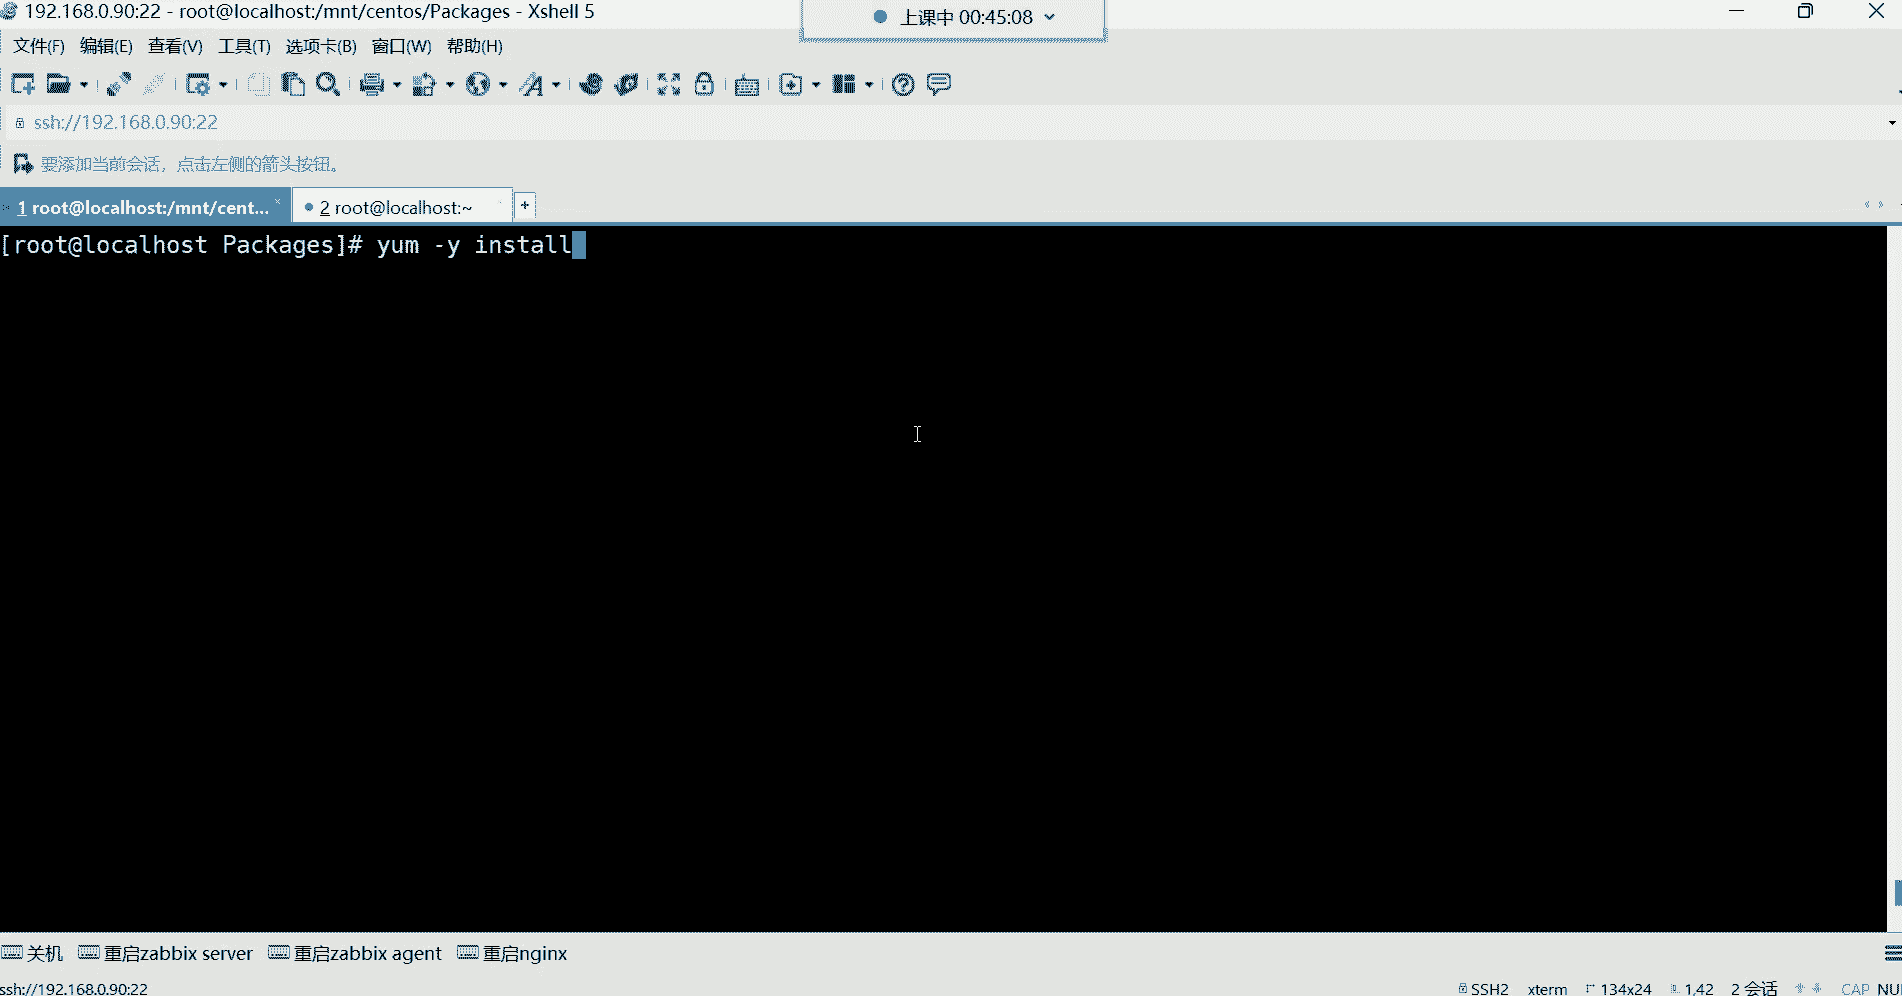 192.168.0.90:22 - root@localhost:/mnt/centos/Packages - Xshell 5
上课中 00:45:08
文件(F) 编辑(E) 查看(V) 工具(T) 选项卡(B) 窗口(W) 帮助(H)
ssh://192.168.0.90:22
要添加当前会话，点击左侧的箭头按钮。
1 root@localhost:/mnt/cent... 2 root@localhost:~
[root@localhost Packages]# yum -y install
关机 重启zabbix server 重启zabbix agent 重启nginx
ssh://192.168.0.90:22 SSH2 xterm 134x24 1,42 2 会话 CAP NU